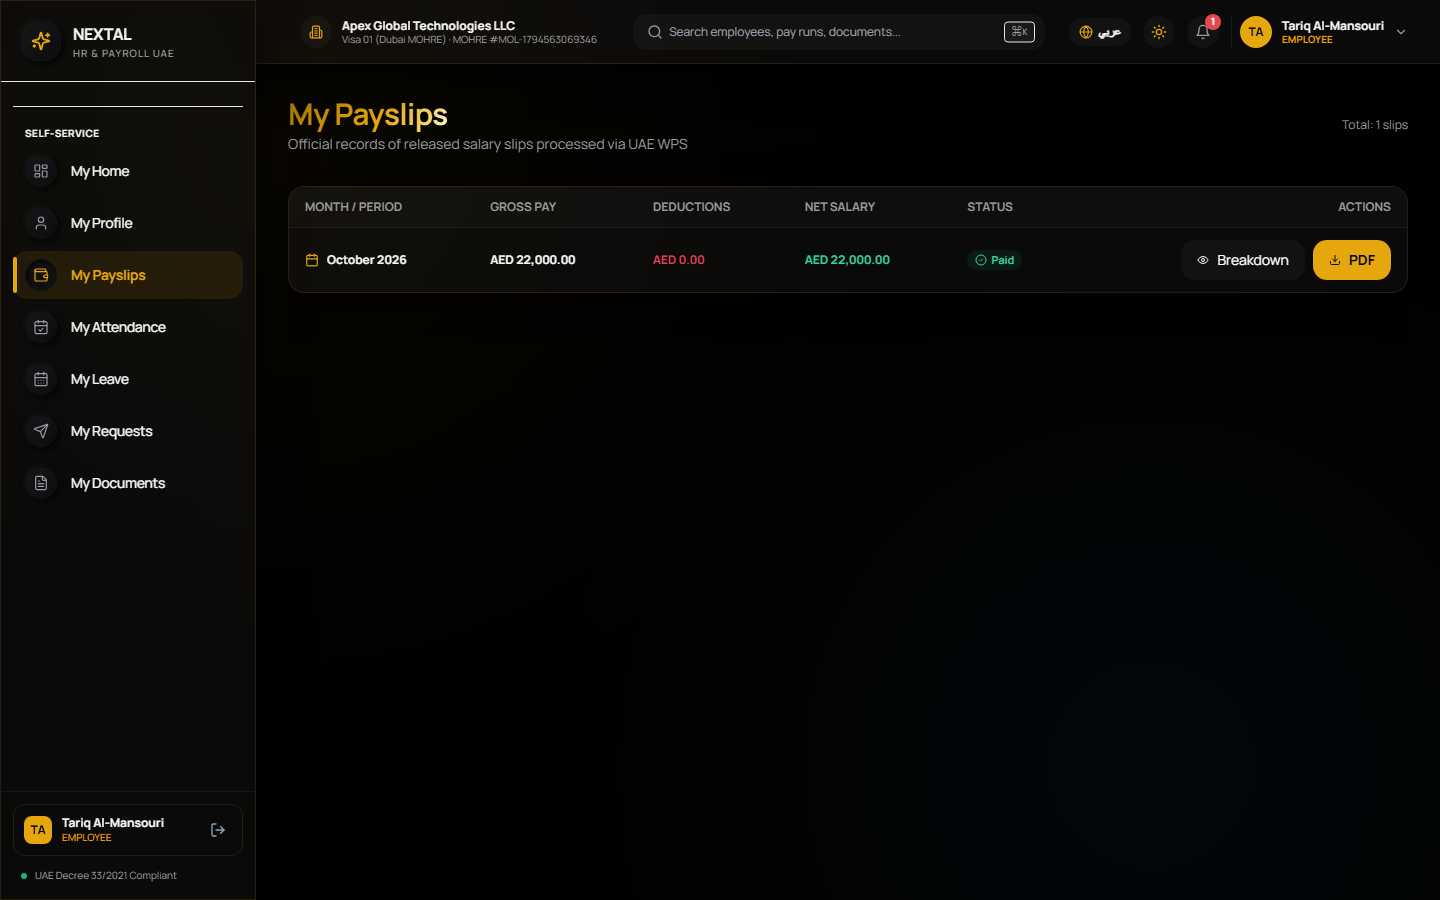 NEXTAL
HR & PAYROLL UAE
SELF-SERVICE
My Home
My Profile
My Payslips
My Attendance
My Leave
My Requests
My Documents
TA
Tariq Al-Mansouri
EMPLOYEE
UAE Decree 33/2021 Compliant
Apex Global Technologies LLC
Visa 01 (Dubai MOHRE) · MOHRE #MOL-1794563069346
Search employees, pay runs, documents...
⌘K
عربي
1
TA
Tariq Al-Mansouri
EMPLOYEE
My Payslips
Official records of released salary slips processed via UAE WPS
Total: 1 slips
MONTH / PERIOD GROSS PAY DEDUCTIONS NET SALARY STATUS ACTIONS
October 2026 AED 22,000.00 AED 0.00 AED 22,000.00 Paid Breakdown PDF